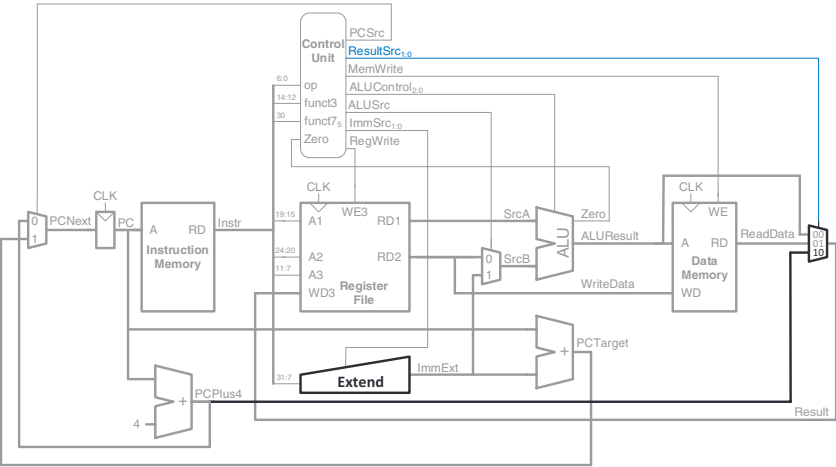 PCSrc
Control
Unit
ResultSrc1:0
MemWrite
6:0
op
ALUControl2:0
14:12
funct3
ALUSrc
30
funct75
ImmSrc1:0
Zero
RegWrite
CLK
CLK
CLK
0
1
PCNext
PC
A
RD
Instr
Instruction
Memory
19:15
A1
WE3
RD1
SrcA
Zero
WE
24:20
A2
RD2
0
1
SrcB
ALU
ALUResult
A
RD
ReadData
00
01
10
11:7
A3
Data
Memory
WD3
Register
File
WriteData
WD
PCTarget
+
31:7
Extend
ImmExt
PCPlus4
+
4
Result